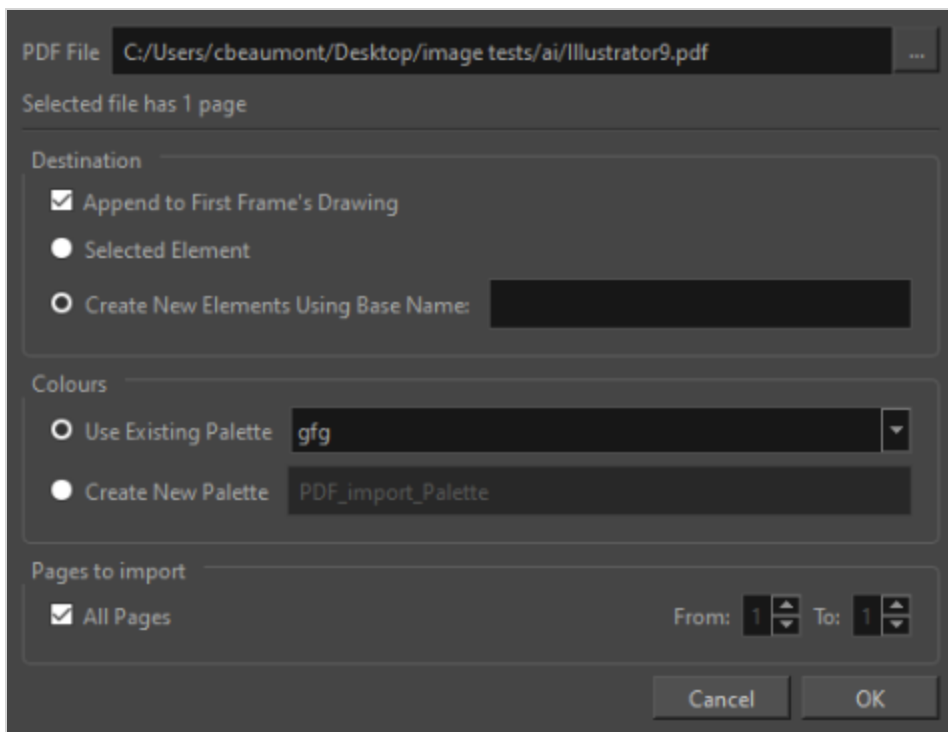 PDF File C:/Users/cbeaumont/Desktop/image tests/ai/Illustrator9.pdf ...
Selected file has 1 page
Destination
Append to First Frame's Drawing
Selected Element
Create New Elements Using Base Name:
Colours
Use Existing Palette gfg
Create New Palette PDF_import_Palette
Pages to import
All Pages From: 1 To: 1
Cancel OK